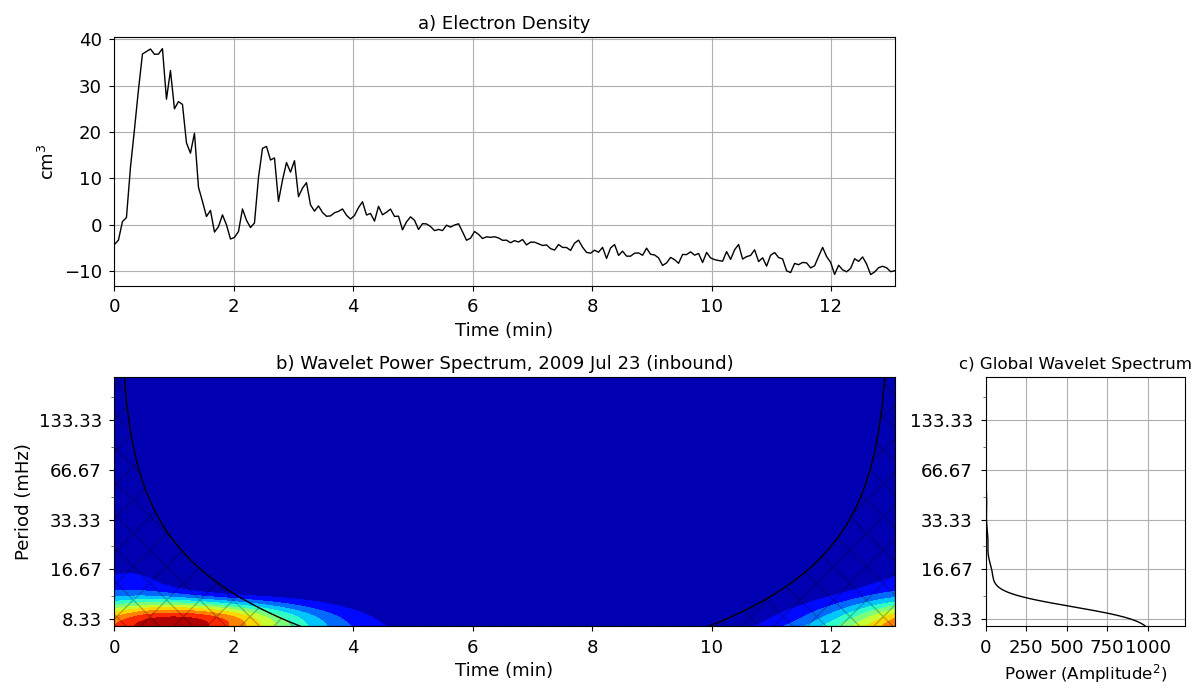 a) Electron Density
40
30
20
10
0
−10
cm³
0 2 4 6 8 10 12
Time (min)
b) Wavelet Power Spectrum, 2009 Jul 23 (inbound)
133.33
66.67
33.33
16.67
8.33
Period (mHz)
0 2 4 6 8 10 12
Time (min)
c) Global Wavelet Spectrum
133.33
66.67
33.33
16.67
8.33
0 250 500 750 1000
Power (Amplitude²)